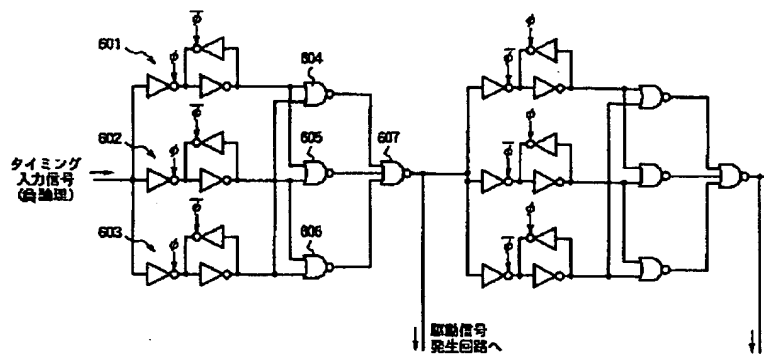 φ̄
φ
601
604
φ̄
φ
φ
φ̄
602
605
607
φ
φ̄
タイミング
入力信号
(負論理)
φ̄
φ
603
606
φ
φ̄
駆動信号
発生回路へ